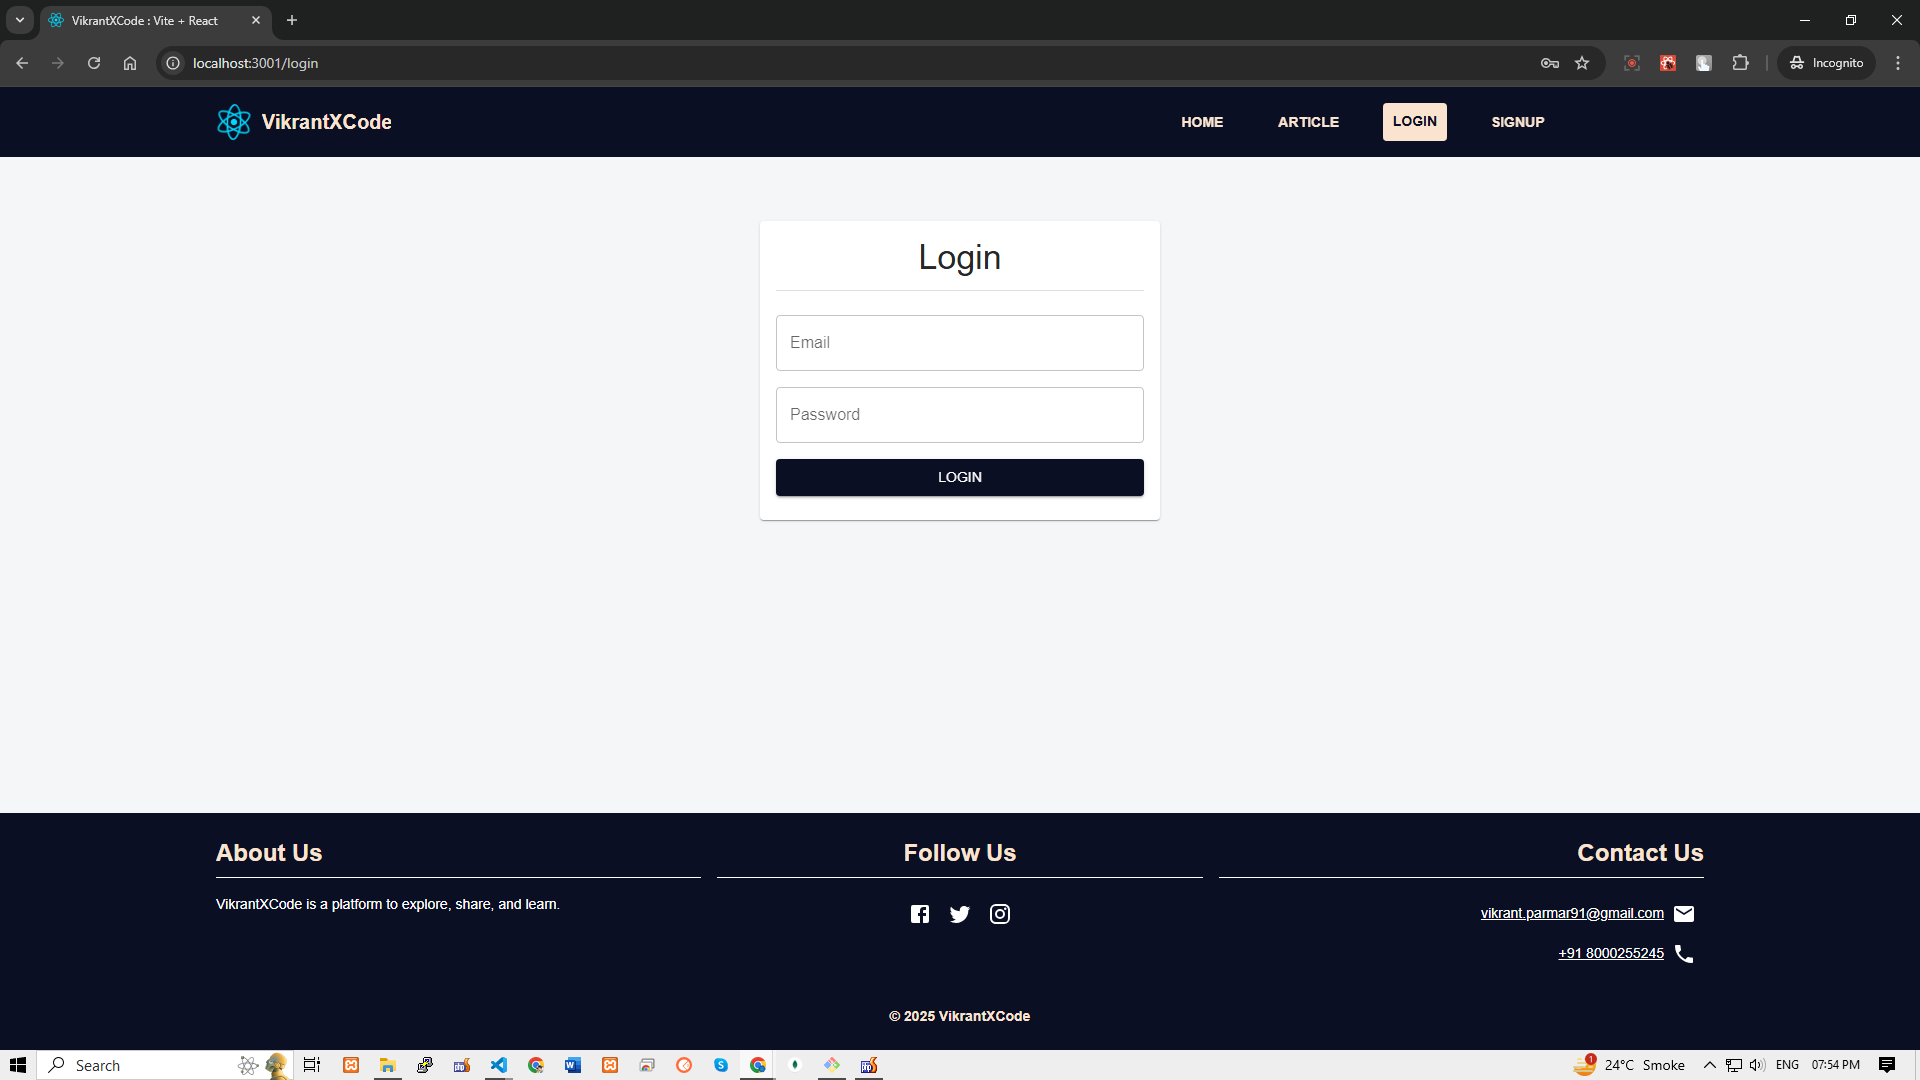 VikrantXCode : Vite + React
localhost:3001/login
Incognito
VikrantXCode
HOME
ARTICLE
LOGIN
SIGNUP
Login
Email
Password
LOGIN
About Us
VikrantXCode is a platform to explore, share, and learn.
Follow Us
Contact Us
vikrant.parmar91@gmail.com
+91 8000255245
© 2025 VikrantXCode
Search
1
24°C Smoke
ENG
07:54 PM